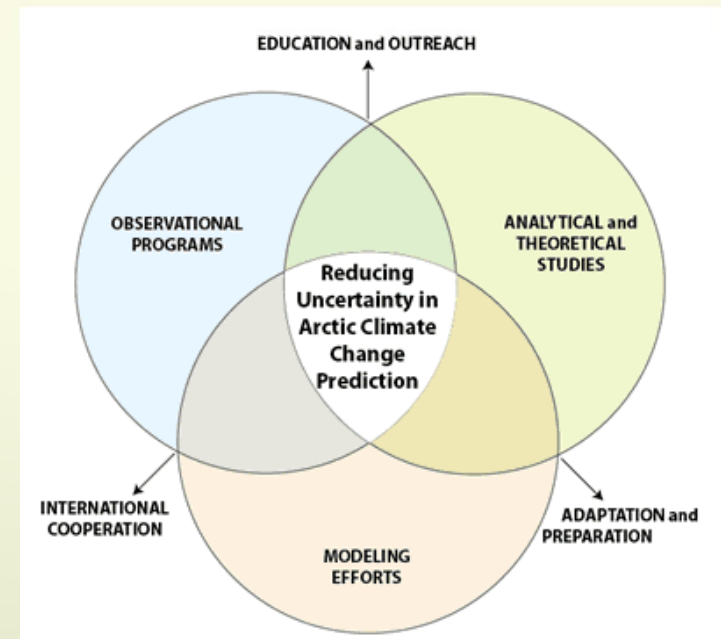 EDUCATION and OUTREACH
OBSERVATIONAL
PROGRAMS
ANALYTICAL and
THEORETICAL
STUDIES
Reducing
Uncertainty in
Arctic Climate
Change
Prediction
INTERNATIONAL
COOPERATION
ADAPTATION and
PREPARATION
MODELING
EFFORTS